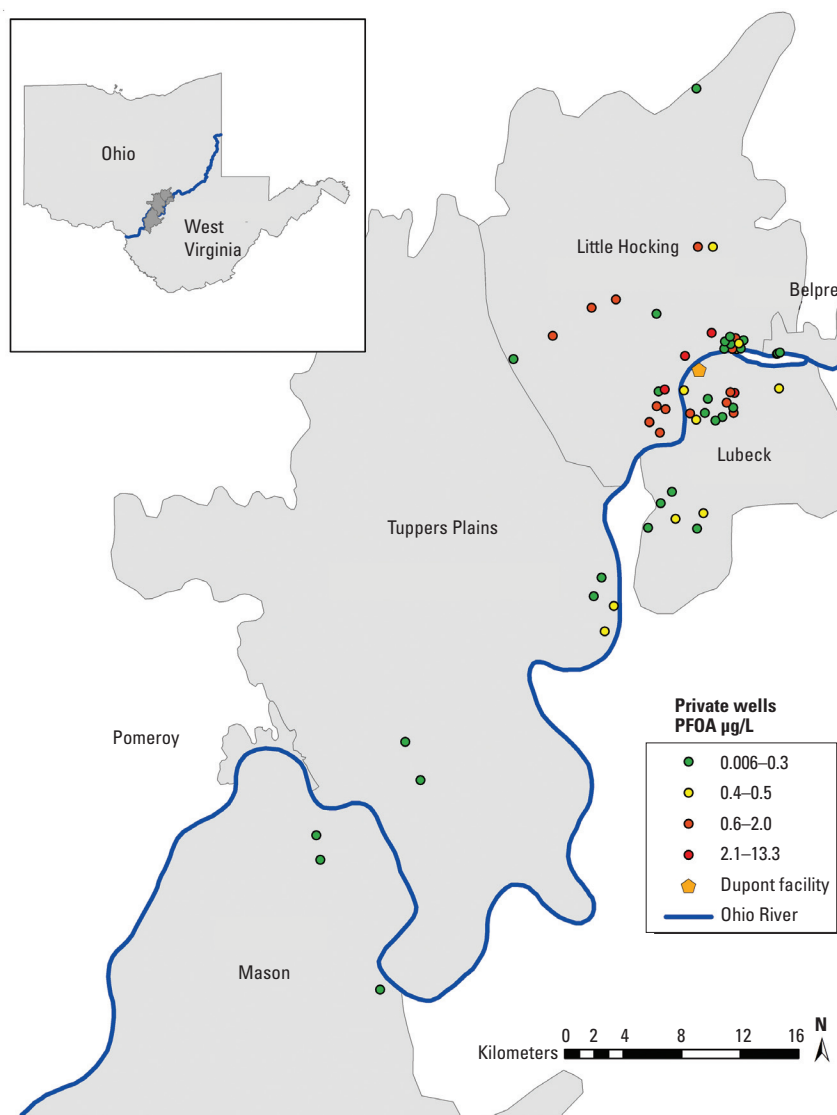 Ohio
West
Virginia
Little Hocking
Belpre
Lubeck
Tuppers Plains
Pomeroy
Mason
Private wells
PFOA µg/L
0.006–0.3
0.4–0.5
0.6–2.0
2.1–13.3
Dupont facility
Ohio River
N
0 2 4 8 12 16
Kilometers